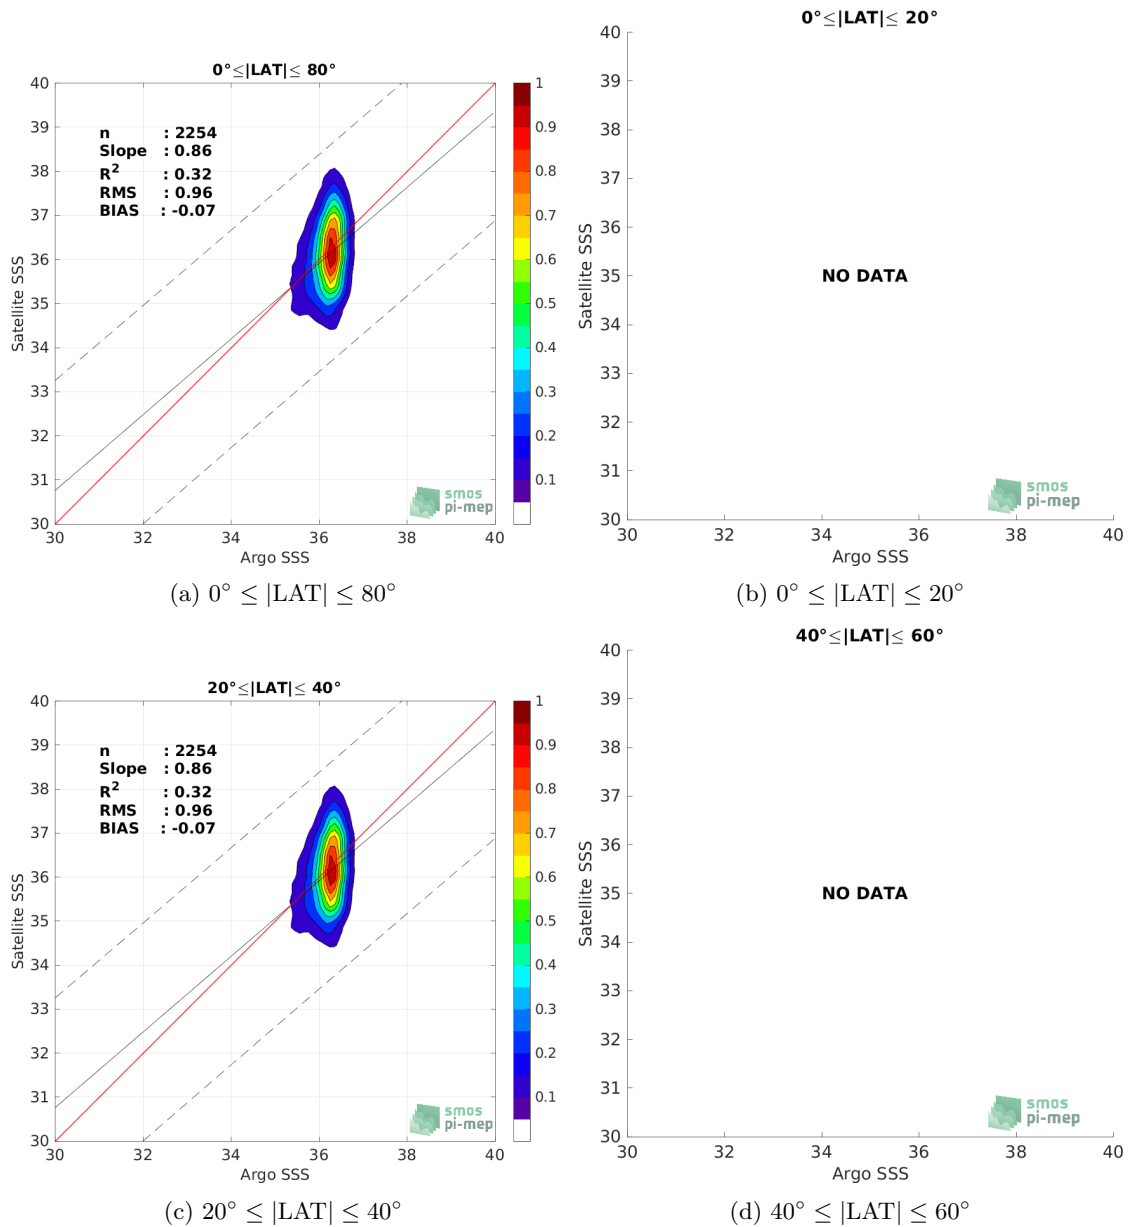 0°≤|LAT|≤ 80°
40
39
38
37
36
35
34
33
32
31
30
Satellite SSS
n : 2254
Slope : 0.86
R² : 0.32
RMS : 0.96
BIAS : -0.07
1
0.9
0.8
0.7
0.6
0.5
0.4
0.3
0.2
0.1
smos
pi-mep
30 32 34 36 38 40
Argo SSS
(a) 0° ≤ |LAT| ≤ 80°
0°≤|LAT|≤ 20°
40
39
38
37
36
35
34
33
32
31
30
Satellite SSS
NO DATA
smos
pi-mep
30 32 34 36 38 40
Argo SSS
(b) 0° ≤ |LAT| ≤ 20°
20°≤|LAT|≤ 40°
40
39
38
37
36
35
34
33
32
31
30
Satellite SSS
n : 2254
Slope : 0.86
R² : 0.32
RMS : 0.96
BIAS : -0.07
1
0.9
0.8
0.7
0.6
0.5
0.4
0.3
0.2
0.1
smos
pi-mep
30 32 34 36 38 40
Argo SSS
(c) 20° ≤ |LAT| ≤ 40°
40°≤|LAT|≤ 60°
40
39
38
37
36
35
34
33
32
31
30
Satellite SSS
NO DATA
smos
pi-mep
30 32 34 36 38 40
Argo SSS
(d) 40° ≤ |LAT| ≤ 60°